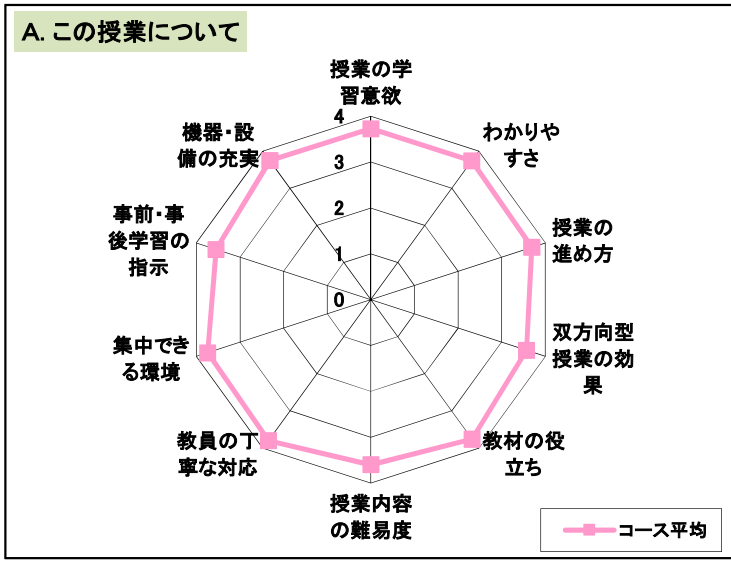 A. この授業について
授業の学
習意欲
わかりや
すさ
授業の
進め方
双方向型
授業の効
果
教材の役
立ち
授業内容
の難易度
教員の丁
寧な対応
集中でき
る環境
事前・事
後学習の
指示
機器・設
備の充実
4
3
2
1
0
コース平均